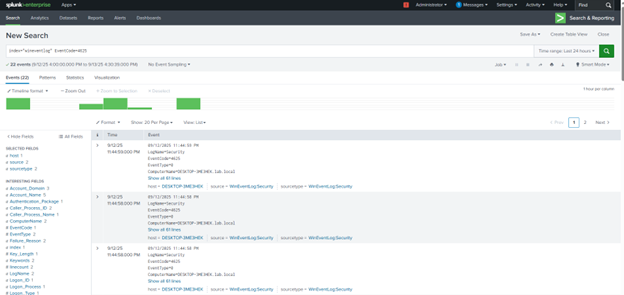 splunk>enterprise Apps Administrator Messages Settings Activity Help Find
Search Analytics Datasets Reports Alerts Dashboards Search & Reporting
New Search Save As Create Table View Close
index="wineventlog" EventCode=4625 Time range: Last 24 hours
22 events (9/12/25 4:00:00.000 PM to 9/13/25 4:30:39.000 PM) No Event Sampling Job Smart Mode
Events (22) Patterns Statistics Visualization
Timeline format Zoom Out Zoom to Selection Deselect 1 hour per column
Format Show: 20 Per Page View: List Prev 1 2 Next
Hide Fields All Fields
i Time Event
SELECTED FIELDS
a host 1
a source 2
a sourcetype 2
INTERESTING FIELDS
a Account_Domain 3
a Account_Name 5
a Authentication_Package 1
a Caller_Process_ID 2
a Caller_Process_Name 1
a ComputerName 2
# EventCode 1
# EventType 2
a Failure_Reason 2
a index 1
# Key_Length 1
a Keywords 2
# linecount 2
a LogName 2
a Logon_ID 1
a Logon_Process 1
# Logon_Type 1
9/12/25
11:44:59.000 PM
09/12/2025 11:44:59 PM
LogName=Security
EventCode=4625
EventType=0
ComputerName=DESKTOP-3ME3HEK.lab.local
Show all 61 lines
host = DESKTOP-3ME3HEK source = WinEventLog:Security sourcetype = WinEventLog:Security
9/12/25
11:44:58.000 PM
09/12/2025 11:44:58 PM
LogName=Security
EventCode=4625
EventType=0
ComputerName=DESKTOP-3ME3HEK.lab.local
Show all 61 lines
host = DESKTOP-3ME3HEK source = WinEventLog:Security sourcetype = WinEventLog:Security
9/12/25
11:44:58.000 PM
09/12/2025 11:44:58 PM
LogName=Security
EventCode=4625
EventType=0
ComputerName=DESKTOP-3ME3HEK.lab.local
Show all 61 lines
host = DESKTOP-3ME3HEK source = WinEventLog:Security sourcetype = WinEventLog:Security